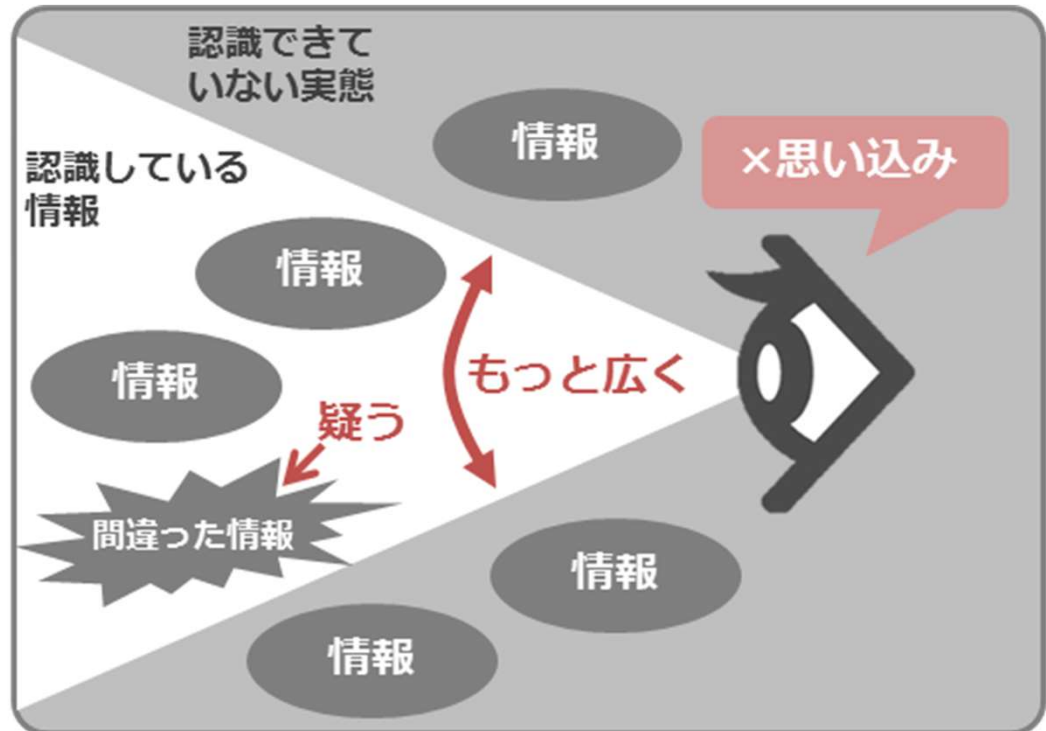 認識できて
いない実態
情報
×思い込み
認識している
情報
情報
情報
もっと広く
疑う
間違った情報
情報
情報